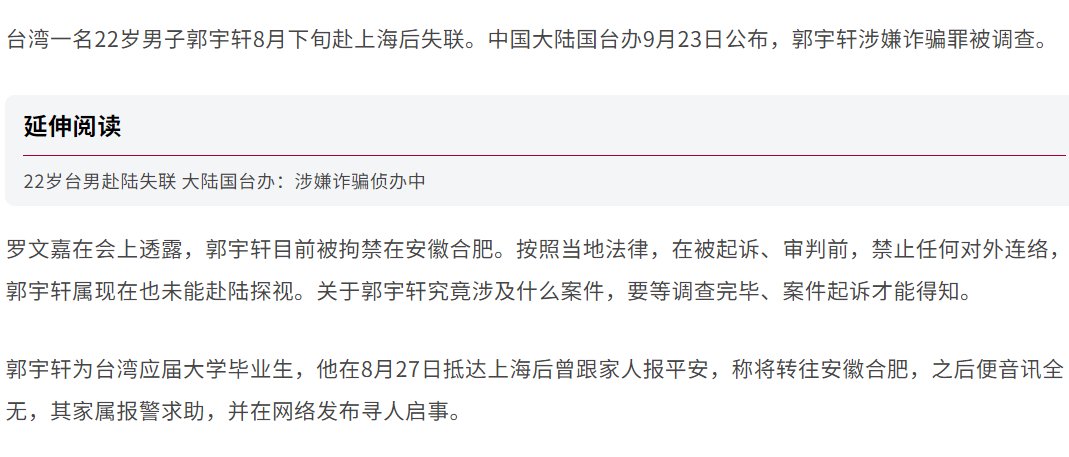 台湾一名22岁男子郭宇轩8月下旬赴上海后失联。中国大陆国台办9月23日公布，郭宇轩涉嫌诈骗罪被调查。
延伸阅读
22岁台男赴陆失联 大陆国台办：涉嫌诈骗侦办中
罗文嘉在会上透露，郭宇轩目前被拘禁在安徽合肥。按照当地法律，在被起诉、审判前，禁止任何对外连络，
郭宇轩属现在也未能赴陆探视。关于郭宇轩究竟涉及什么案件，要等调查完毕、案件起诉才能得知。
郭宇轩为台湾应届大学毕业生，他在8月27日抵达上海后曾跟家人报平安，称将转往安徽合肥，之后便音讯全
无，其家属报警求助，并在网络发布寻人启事。